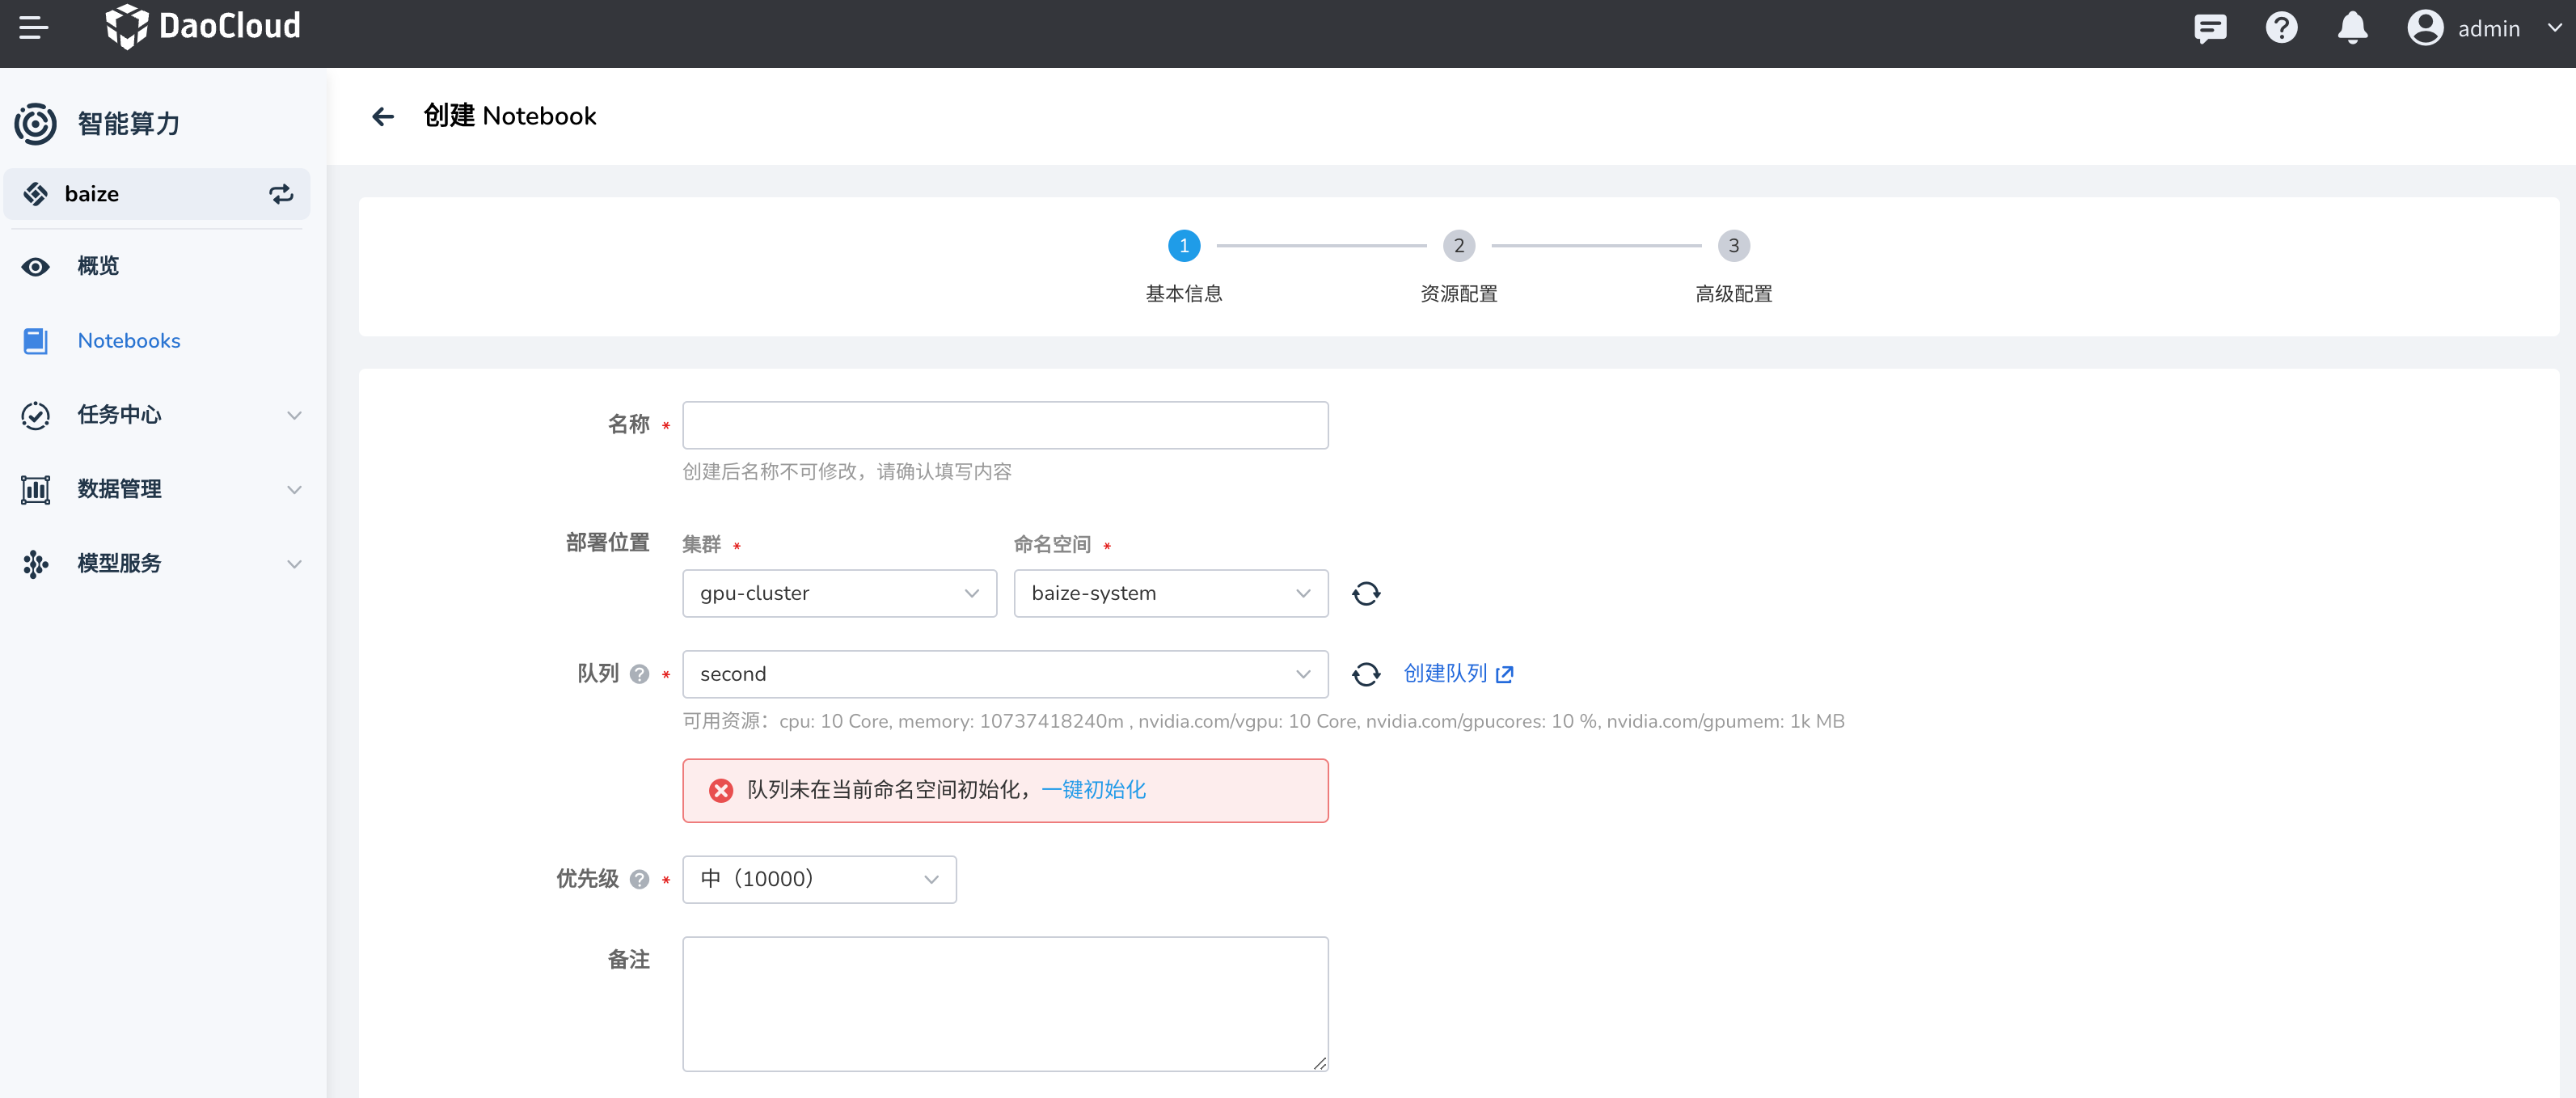 DaoCloud
admin
智能算力
baize
概览
Notebooks
任务中心
数据管理
模型服务
创建 Notebook
1
2
3
基本信息
资源配置
高级配置
名称 *
创建后名称不可修改，请确认填写内容
部署位置
集群 *
命名空间 *
gpu-cluster
baize-system
队列 ? *
second
创建队列
可用资源：cpu: 10 Core, memory: 10737418240m , nvidia.com/vgpu: 10 Core, nvidia.com/gpucores: 10 %, nvidia.com/gpumem: 1k MB
队列未在当前命名空间初始化，一键初始化
优先级 ? *
中（10000）
备注